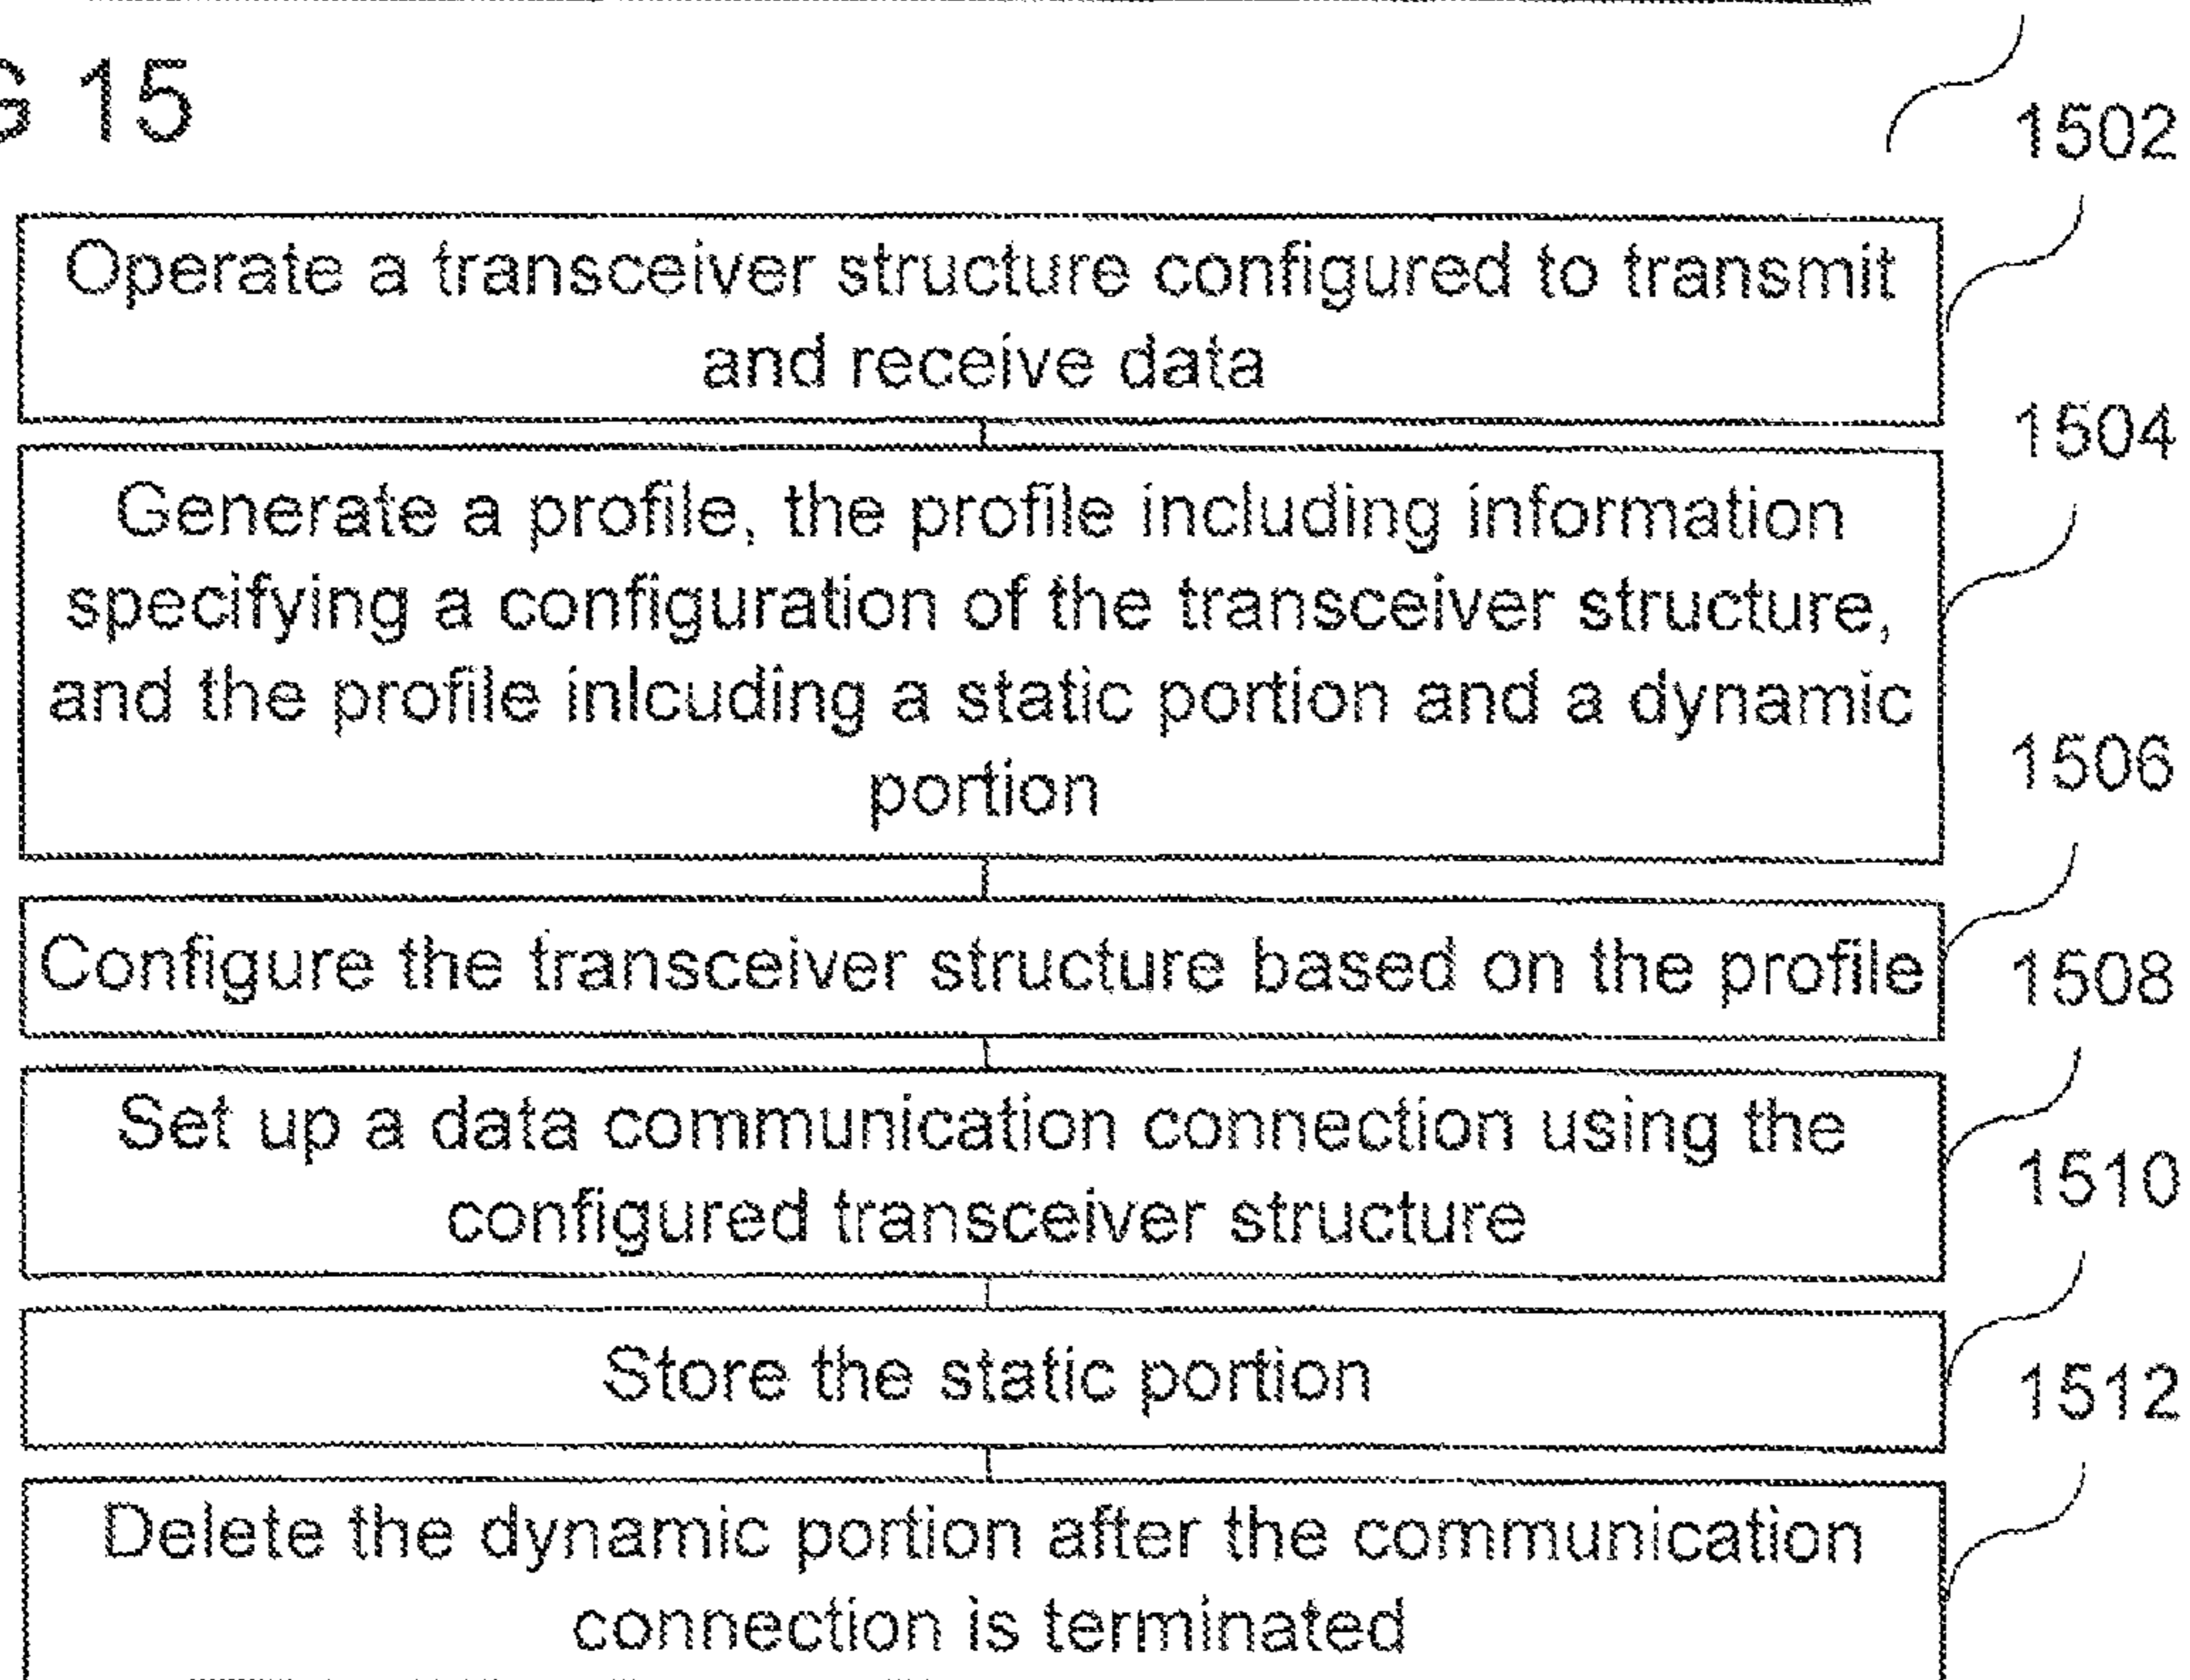 G 15
1502
Operate a transceiver structure configured to transmit
and receive data
1504
Generate a profile, the profile including information
specifying a configuration of the transceiver structure,
and the profile inlcuding a static portion and a dynamic
portion
1506
Configure the transceiver structure based on the profile
1508
Set up a data communication connection using the
configured transceiver structure
1510
Store the static portion
1512
Delete the dynamic portion after the communication
connection is terminated